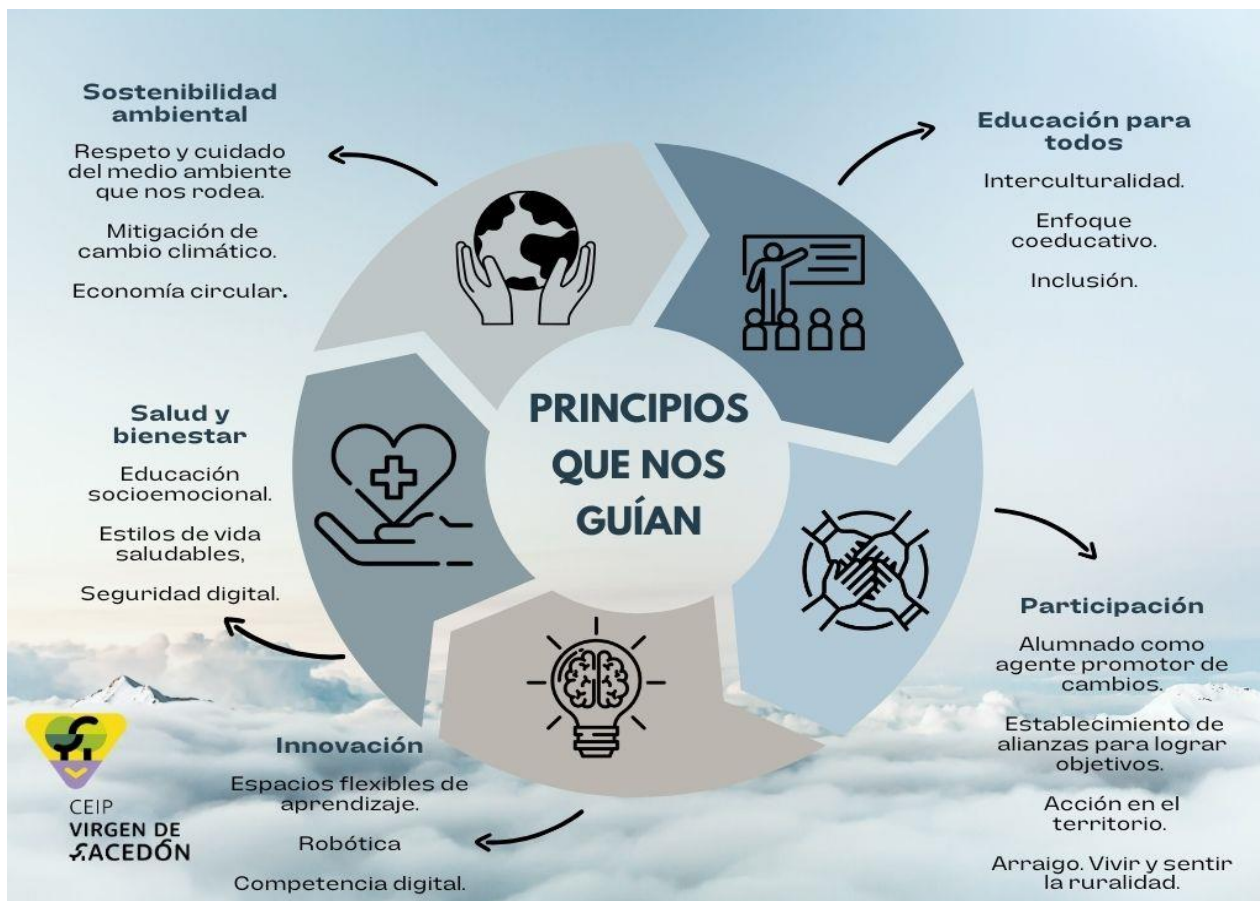 Sostenibilidad
ambiental
Respeto y cuidado
del medio ambiente
que nos rodea.
Mitigación de
cambio climático.
Economía circular.
Educación para
todos
Interculturalidad.
Enfoque
coeducativo.
Inclusión.
PRINCIPIOS
QUE NOS
GUÍAN
Salud y
bienestar
Educación
socioemocional.
Estilos de vida
saludables,
Seguridad digital.
Participación
Alumnado como
agente promotor de
cambios.
Establecimiento de
alianzas para lograr
objetivos.
Acción en el
territorio.
Arraigo. Vivir y sentir
la ruralidad.
Innovación
Espacios flexibles de
aprendizaje.
Robótica
Competencia digital.
CEIP
VIRGEN DE
SACEDÓN